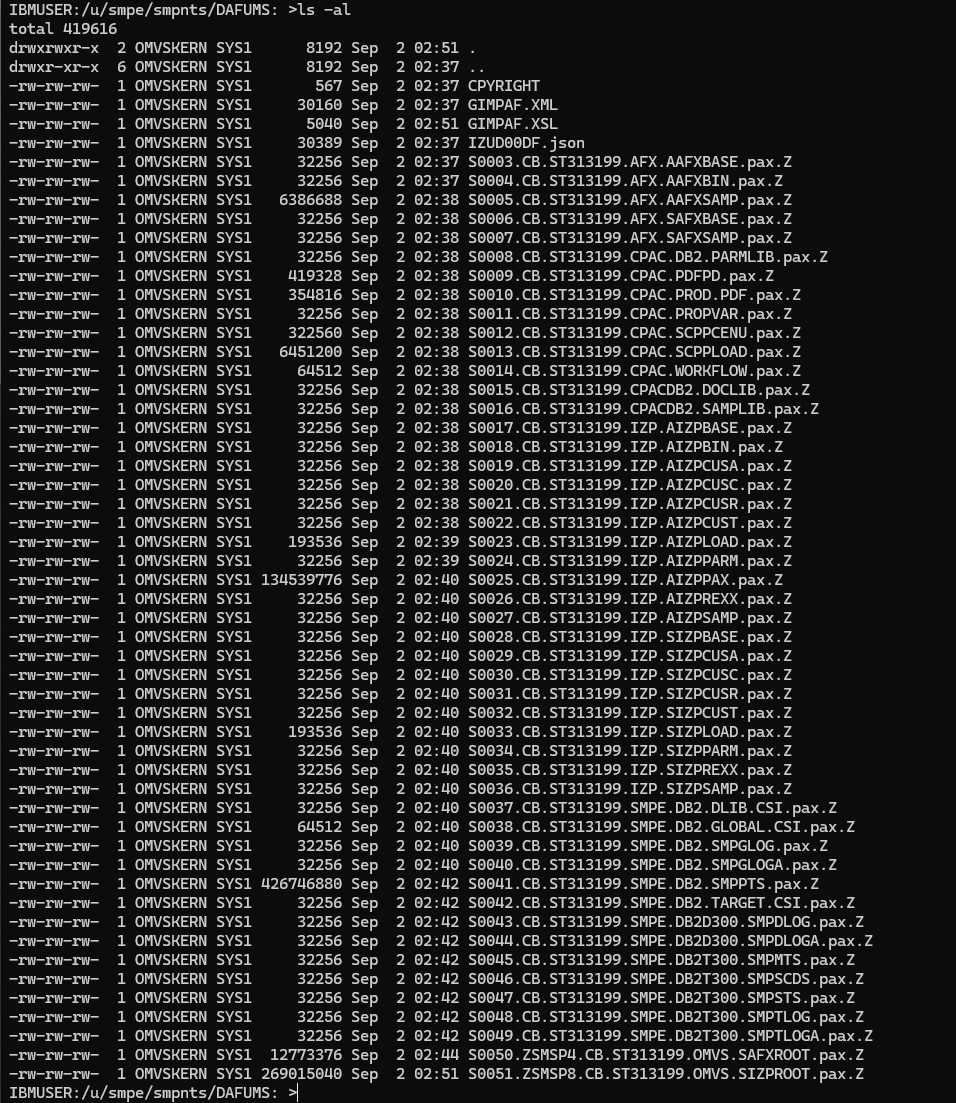 IBMUSER:/u/smpe/smpnts/DAFUMS: >ls -al
total 419616
drwxrwxr-x  2 OMVSKERN SYS1      8192 Sep  2 02:51 .
drwxr-xr-x  6 OMVSKERN SYS1      8192 Sep  2 02:37 ..
-rw-rw-rw-  1 OMVSKERN SYS1       567 Sep  2 02:37 CPYRIGHT
-rw-rw-rw-  1 OMVSKERN SYS1     30160 Sep  2 02:37 GIMPAF.XML
-rw-rw-rw-  1 OMVSKERN SYS1      5040 Sep  2 02:51 GIMPAF.XSL
-rw-rw-rw-  1 OMVSKERN SYS1     30389 Sep  2 02:37 IZUD00DF.json
-rw-rw-rw-  1 OMVSKERN SYS1     32256 Sep  2 02:37 S0003.CB.ST313199.AFX.AAFXBASE.pax.Z
-rw-rw-rw-  1 OMVSKERN SYS1     32256 Sep  2 02:37 S0004.CB.ST313199.AFX.AAFXBIN.pax.Z
-rw-rw-rw-  1 OMVSKERN SYS1   6386688 Sep  2 02:38 S0005.CB.ST313199.AFX.AAFXSAMP.pax.Z
-rw-rw-rw-  1 OMVSKERN SYS1     32256 Sep  2 02:38 S0006.CB.ST313199.AFX.SAFXBASE.pax.Z
-rw-rw-rw-  1 OMVSKERN SYS1     32256 Sep  2 02:38 S0007.CB.ST313199.AFX.SAFXSAMP.pax.Z
-rw-rw-rw-  1 OMVSKERN SYS1     32256 Sep  2 02:38 S0008.CB.ST313199.CPAC.DB2.PARMLIB.pax.Z
-rw-rw-rw-  1 OMVSKERN SYS1    419328 Sep  2 02:38 S0009.CB.ST313199.CPAC.PDFPD.pax.Z
-rw-rw-rw-  1 OMVSKERN SYS1    354816 Sep  2 02:38 S0010.CB.ST313199.CPAC.PROD.PDF.pax.Z
-rw-rw-rw-  1 OMVSKERN SYS1     32256 Sep  2 02:38 S0011.CB.ST313199.CPAC.PROPVAR.pax.Z
-rw-rw-rw-  1 OMVSKERN SYS1    322560 Sep  2 02:38 S0012.CB.ST313199.CPAC.SCPPCENU.pax.Z
-rw-rw-rw-  1 OMVSKERN SYS1   6451200 Sep  2 02:38 S0013.CB.ST313199.CPAC.SCPPLOAD.pax.Z
-rw-rw-rw-  1 OMVSKERN SYS1     64512 Sep  2 02:38 S0014.CB.ST313199.CPAC.WORKFLOW.pax.Z
-rw-rw-rw-  1 OMVSKERN SYS1     32256 Sep  2 02:38 S0015.CB.ST313199.CPACDB2.DOCLIB.pax.Z
-rw-rw-rw-  1 OMVSKERN SYS1     32256 Sep  2 02:38 S0016.CB.ST313199.CPACDB2.SAMPLIB.pax.Z
-rw-rw-rw-  1 OMVSKERN SYS1     32256 Sep  2 02:38 S0017.CB.ST313199.IZP.AIZPBASE.pax.Z
-rw-rw-rw-  1 OMVSKERN SYS1     32256 Sep  2 02:38 S0018.CB.ST313199.IZP.AIZPBIN.pax.Z
-rw-rw-rw-  1 OMVSKERN SYS1     32256 Sep  2 02:38 S0019.CB.ST313199.IZP.AIZPCUSA.pax.Z
-rw-rw-rw-  1 OMVSKERN SYS1     32256 Sep  2 02:38 S0020.CB.ST313199.IZP.AIZPCUSC.pax.Z
-rw-rw-rw-  1 OMVSKERN SYS1     32256 Sep  2 02:38 S0021.CB.ST313199.IZP.AIZPCUSR.pax.Z
-rw-rw-rw-  1 OMVSKERN SYS1     32256 Sep  2 02:38 S0022.CB.ST313199.IZP.AIZPCUST.pax.Z
-rw-rw-rw-  1 OMVSKERN SYS1    193536 Sep  2 02:39 S0023.CB.ST313199.IZP.AIZPLOAD.pax.Z
-rw-rw-rw-  1 OMVSKERN SYS1     32256 Sep  2 02:39 S0024.CB.ST313199.IZP.AIZPPARM.pax.Z
-rw-rw-rw-  1 OMVSKERN SYS1 134539776 Sep  2 02:40 S0025.CB.ST313199.IZP.AIZPPAX.pax.Z
-rw-rw-rw-  1 OMVSKERN SYS1     32256 Sep  2 02:40 S0026.CB.ST313199.IZP.AIZPREXX.pax.Z
-rw-rw-rw-  1 OMVSKERN SYS1     32256 Sep  2 02:40 S0027.CB.ST313199.IZP.AIZPSAMP.pax.Z
-rw-rw-rw-  1 OMVSKERN SYS1     32256 Sep  2 02:40 S0028.CB.ST313199.IZP.SIZPBASE.pax.Z
-rw-rw-rw-  1 OMVSKERN SYS1     32256 Sep  2 02:40 S0029.CB.ST313199.IZP.SIZPCUSA.pax.Z
-rw-rw-rw-  1 OMVSKERN SYS1     32256 Sep  2 02:40 S0030.CB.ST313199.IZP.SIZPCUSC.pax.Z
-rw-rw-rw-  1 OMVSKERN SYS1     32256 Sep  2 02:40 S0031.CB.ST313199.IZP.SIZPCUSR.pax.Z
-rw-rw-rw-  1 OMVSKERN SYS1     32256 Sep  2 02:40 S0032.CB.ST313199.IZP.SIZPCUST.pax.Z
-rw-rw-rw-  1 OMVSKERN SYS1    193536 Sep  2 02:40 S0033.CB.ST313199.IZP.SIZPLOAD.pax.Z
-rw-rw-rw-  1 OMVSKERN SYS1     32256 Sep  2 02:40 S0034.CB.ST313199.IZP.SIZPPARM.pax.Z
-rw-rw-rw-  1 OMVSKERN SYS1     32256 Sep  2 02:40 S0035.CB.ST313199.IZP.SIZPREXX.pax.Z
-rw-rw-rw-  1 OMVSKERN SYS1     32256 Sep  2 02:40 S0036.CB.ST313199.IZP.SIZPSAMP.pax.Z
-rw-rw-rw-  1 OMVSKERN SYS1     32256 Sep  2 02:40 S0037.CB.ST313199.SMPE.DB2.DLIB.CSI.pax.Z
-rw-rw-rw-  1 OMVSKERN SYS1     64512 Sep  2 02:40 S0038.CB.ST313199.SMPE.DB2.GLOBAL.CSI.pax.Z
-rw-rw-rw-  1 OMVSKERN SYS1     32256 Sep  2 02:40 S0039.CB.ST313199.SMPE.DB2.SMPGLOG.pax.Z
-rw-rw-rw-  1 OMVSKERN SYS1     32256 Sep  2 02:40 S0040.CB.ST313199.SMPE.DB2.SMPGLOGA.pax.Z
-rw-rw-rw-  1 OMVSKERN SYS1 426746880 Sep  2 02:42 S0041.CB.ST313199.SMPE.DB2.SMPPTS.pax.Z
-rw-rw-rw-  1 OMVSKERN SYS1     32256 Sep  2 02:42 S0042.CB.ST313199.SMPE.DB2.TARGET.CSI.pax.Z
-rw-rw-rw-  1 OMVSKERN SYS1     32256 Sep  2 02:42 S0043.CB.ST313199.SMPE.DB2D300.SMPDLOG.pax.Z
-rw-rw-rw-  1 OMVSKERN SYS1     32256 Sep  2 02:42 S0044.CB.ST313199.SMPE.DB2D300.SMPDLOGA.pax.Z
-rw-rw-rw-  1 OMVSKERN SYS1     32256 Sep  2 02:42 S0045.CB.ST313199.SMPE.DB2T300.SMPMTS.pax.Z
-rw-rw-rw-  1 OMVSKERN SYS1     32256 Sep  2 02:42 S0046.CB.ST313199.SMPE.DB2T300.SMPSCDS.pax.Z
-rw-rw-rw-  1 OMVSKERN SYS1     32256 Sep  2 02:42 S0047.CB.ST313199.SMPE.DB2T300.SMPSTS.pax.Z
-rw-rw-rw-  1 OMVSKERN SYS1     32256 Sep  2 02:42 S0048.CB.ST313199.SMPE.DB2T300.SMPTLOG.pax.Z
-rw-rw-rw-  1 OMVSKERN SYS1     32256 Sep  2 02:42 S0049.CB.ST313199.SMPE.DB2T300.SMPTLOGA.pax.Z
-rw-rw-rw-  1 OMVSKERN SYS1  12773376 Sep  2 02:44 S0050.ZSMSP4.CB.ST313199.OMVS.SAFXROOT.pax.Z
-rw-rw-rw-  1 OMVSKERN SYS1 269015040 Sep  2 02:51 S0051.ZSMSP8.CB.ST313199.OMVS.SIZPROOT.pax.Z
IBMUSER:/u/smpe/smpnts/DAFUMS: >